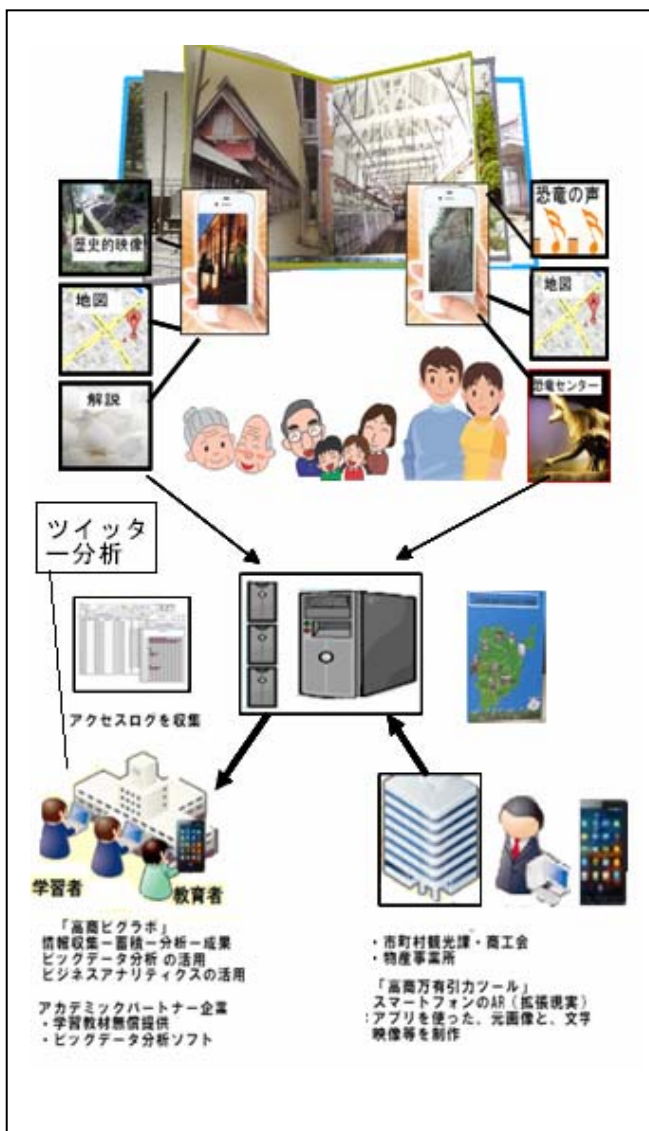 恐竜の声
歴史的映像
地図
地図
解説
恐竜センター
ツイッタ
ー分析
アクセスログを収集
学習者
教育者
「高商ビグラボ」
情報収集－蓄積－分析－成果
ビッグデータ分析 の活用
ビジネスアナリティクスの活用
アカデミックパートナー企業
・学習教材無償提供
・ビックデータ分析ソフト
・市町村観光課・商工会
・物産事業所
「高商万有引力ツール」
スマートフォンのAR（拡張現実）
アプリを使った、元画像と、文字
映像等を制作